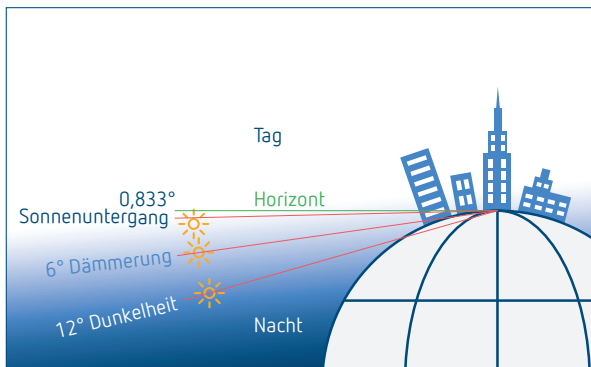 Tag
0,833°
Sonnenuntergang
Horizont
6° Dämmerung
12° Dunkelheit
Nacht